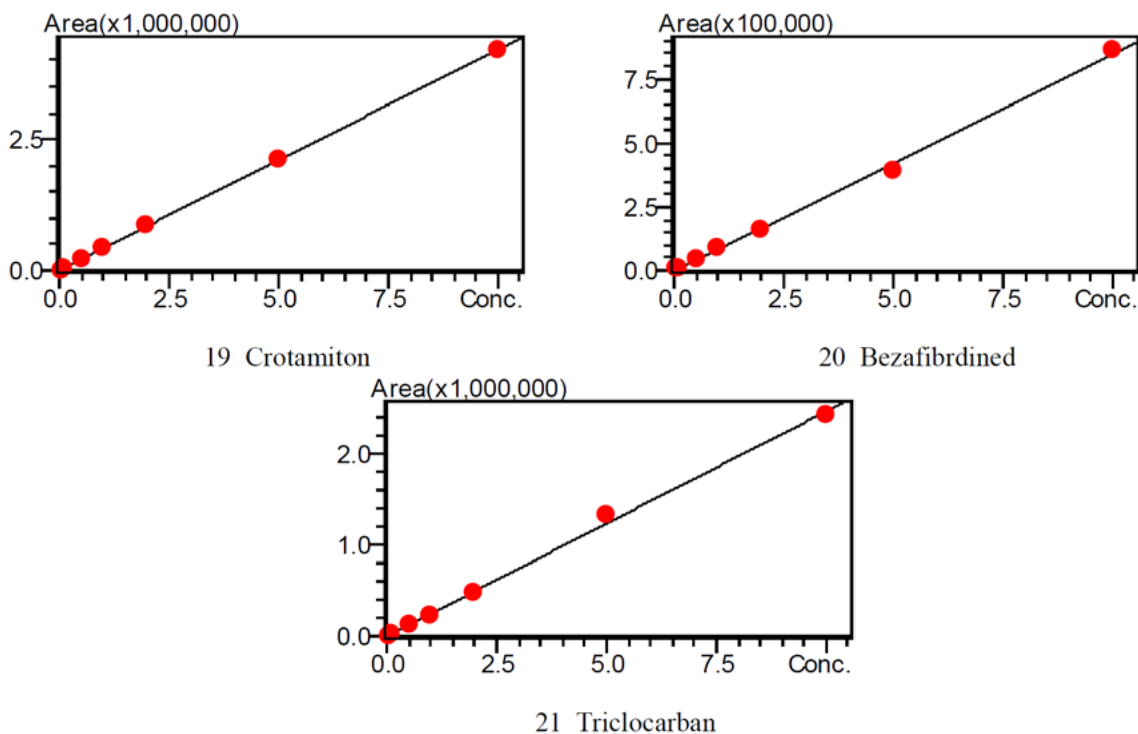 Area(x1,000,000)
2.5
0.0
0.0 2.5 5.0 7.5 Conc.
19 Crotamiton
Area(x100,000)
7.5
5.0
2.5
0.0
0.0 2.5 5.0 7.5 Conc.
20 Bezafibrdined
Area(x1,000,000)
2.0
1.0
0.0
0.0 2.5 5.0 7.5 Conc.
21 Triclocarban